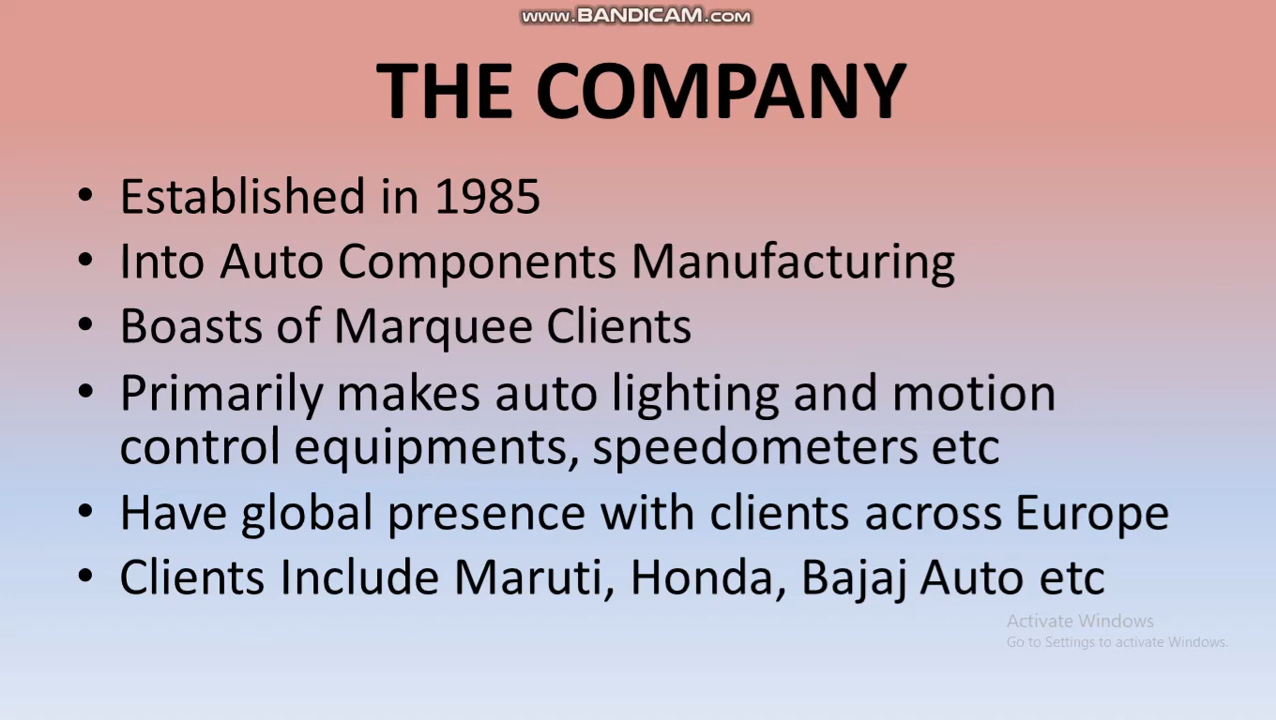 www.BANDICAM.com
THE COMPANY
• Established in 1985
• Into Auto Components Manufacturing
• Boasts of Marquee Clients
• Primarily makes auto lighting and motion
control equipments, speedometers etc
• Have global presence with clients across Europe
• Clients Include Maruti, Honda, Bajaj Auto etc
Activate Windows
Go to Settings to activate Windows.